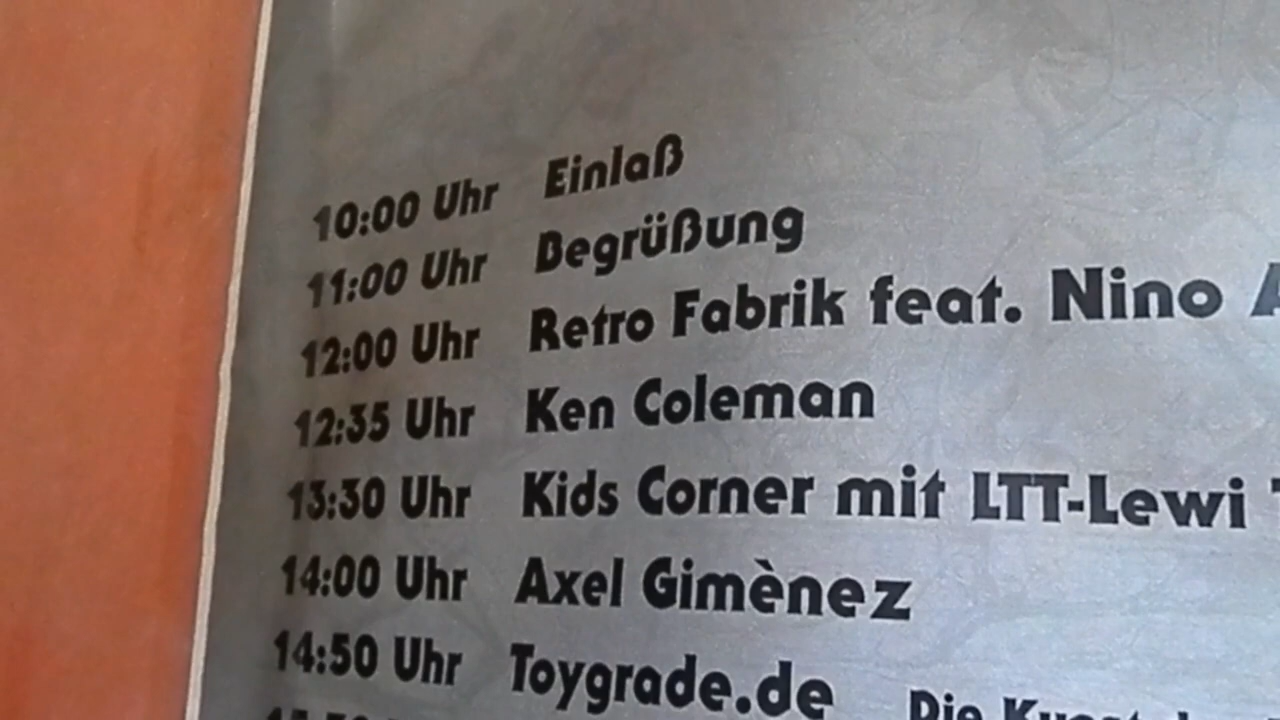 10:00 Uhr Einlaß
11:00 Uhr Begrüßung
12:00 Uhr Retro Fabrik feat. Nino
12:35 Uhr Ken Coleman
13:30 Uhr Kids Corner mit LTT-Lewi
14:00 Uhr Axel Gimènez
14:50 Uhr Toygrade.de Die